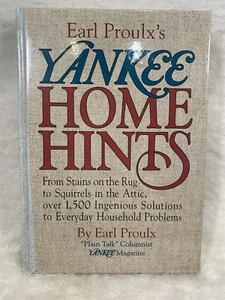 Earl Proulx's
YANKEE
HOME
HINTS
From Stains on the Rug
to Squirrels in the Attic,
over 1,500 Ingenious Solutions
to Everyday Household Problems
By Earl Proulx
"Plain Talk" Columnist
YANKEE Magazine